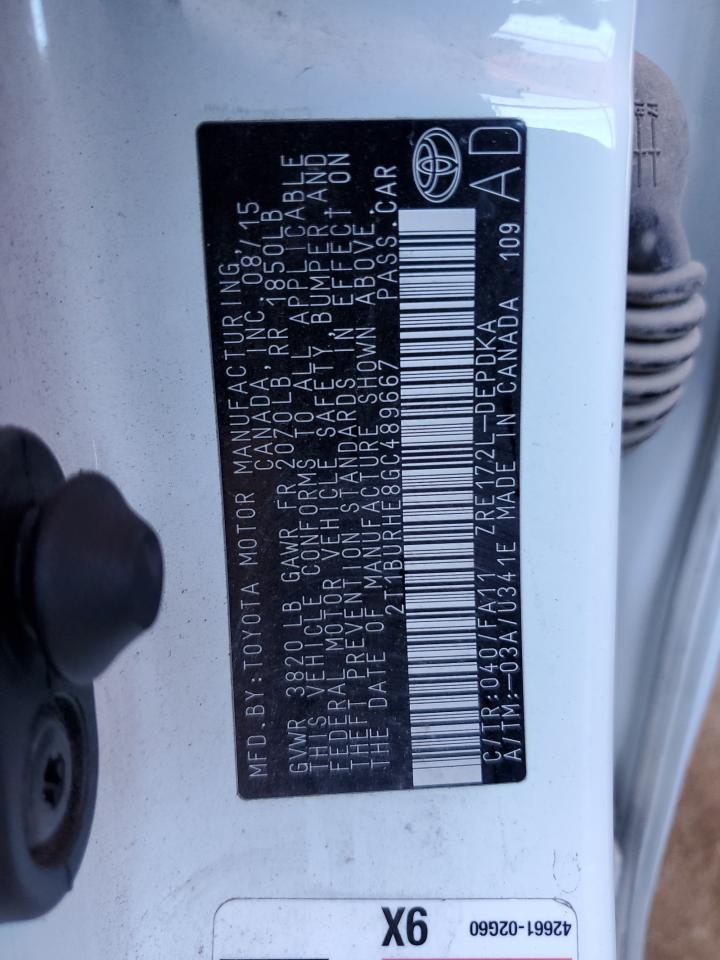 MFD.BY:TOYOTA MOTOR MANUFACTURING,
CANADA,INC. 08/15
GVWR 3820LB GAWR FR 2070LB RR 1850LB
THIS VEHICLE CONFORMS TO ALL APPLICABLE
FEDERAL MOTOR VEHICLE SAFETY, BUMPER AND
THEFT PREVENTION STANDARDS IN EFFECT ON
THE DATE OF MANUFACTURE SHOWN ABOVE.
2T1BURHE8GC489667 PASS.CAR
C/TR:040/FA11 ZRE172L-DEPDKA
A/TM:-03A/U341E MADE IN CANADA 109
AD
9X
42661-02G60